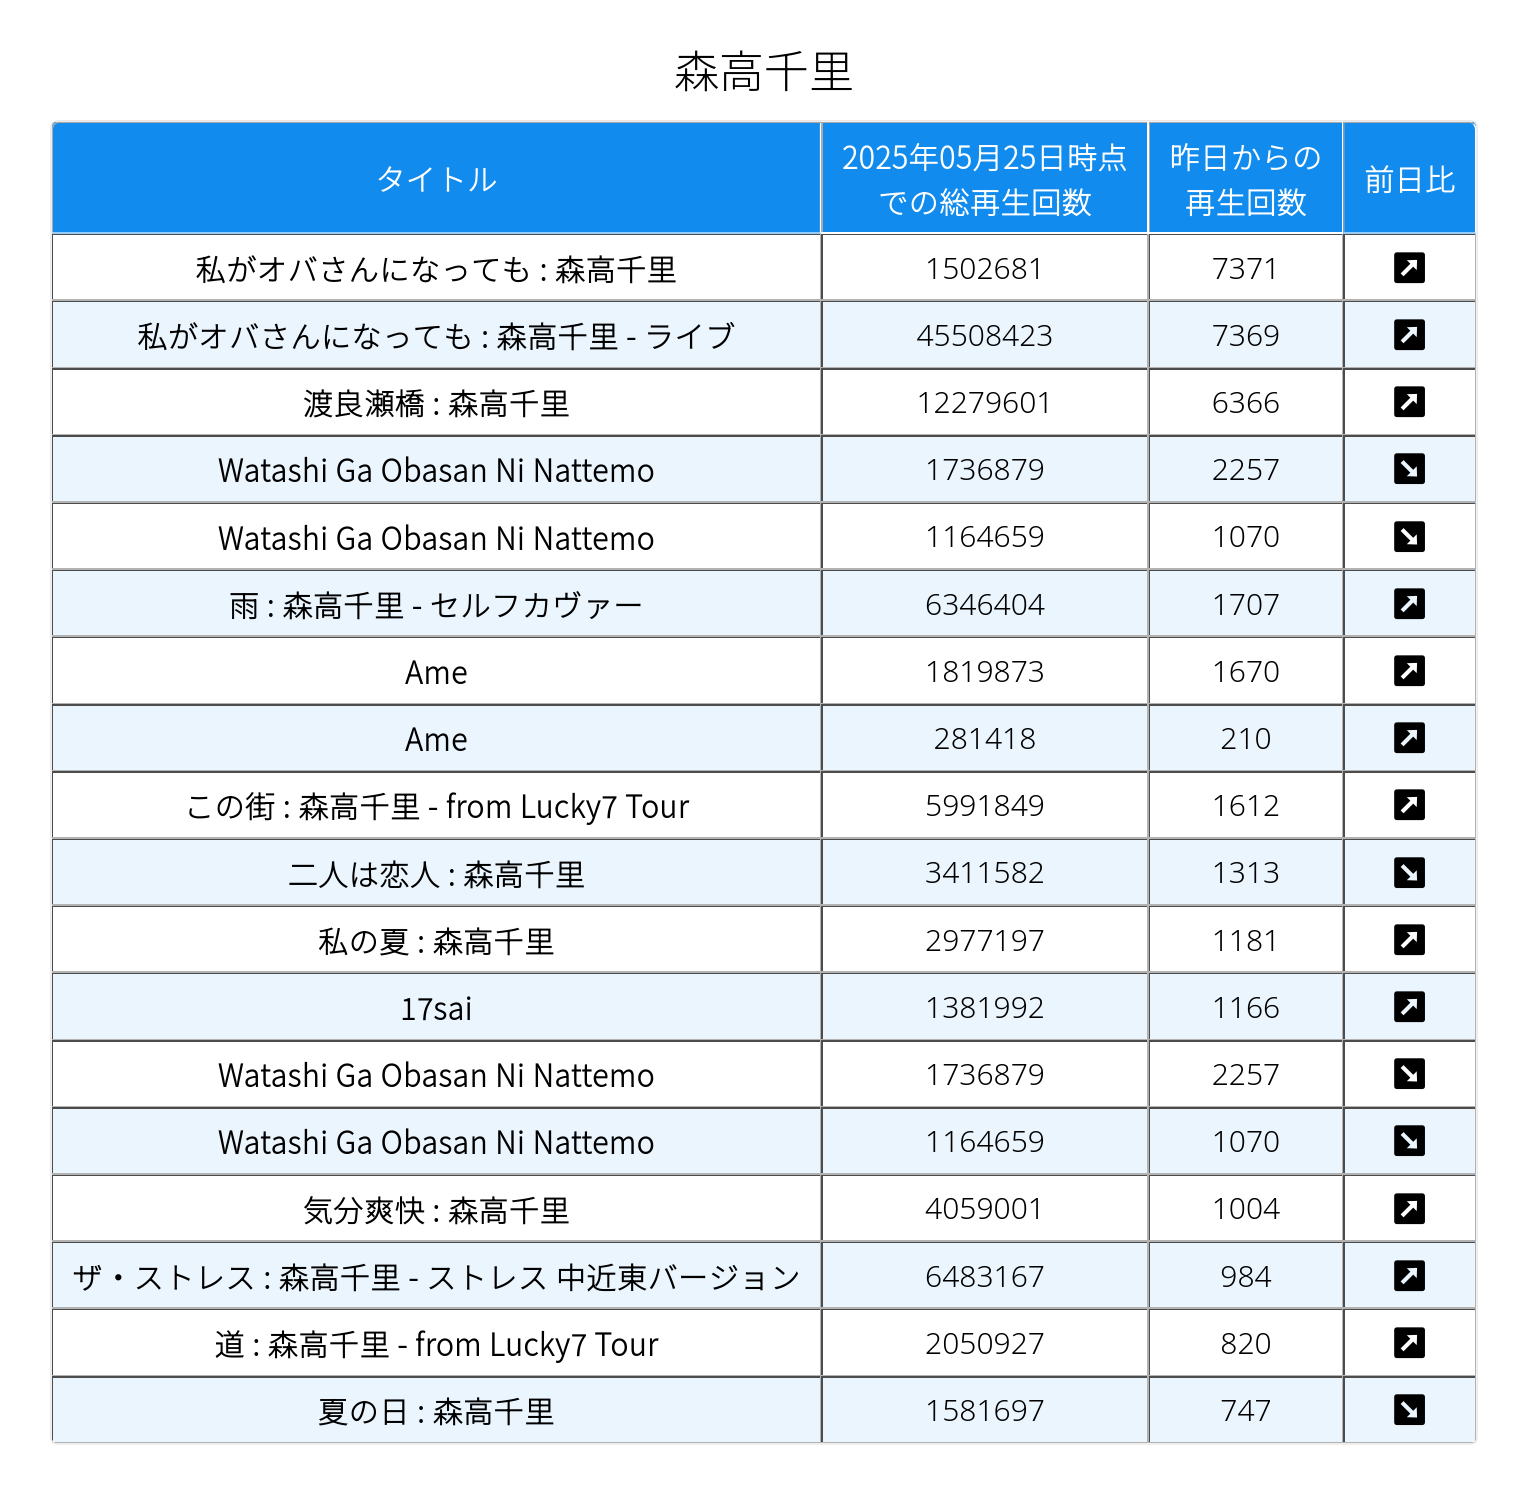 森高千里
タイトル 2025年05月25日時点での総再生回数 昨日からの再生回数 前日比
私がオバさんになっても : 森高千里 1502681 7371
私がオバさんになっても : 森高千里 - ライブ 45508423 7369
渡良瀬橋 : 森高千里 12279601 6366
Watashi Ga Obasan Ni Nattemo 1736879 2257
Watashi Ga Obasan Ni Nattemo 1164659 1070
雨 : 森高千里 - セルフカヴァー 6346404 1707
Ame 1819873 1670
Ame 281418 210
この街 : 森高千里 - from Lucky7 Tour 5991849 1612
二人は恋人 : 森高千里 3411582 1313
私の夏 : 森高千里 2977197 1181
17sai 1381992 1166
Watashi Ga Obasan Ni Nattemo 1736879 2257
Watashi Ga Obasan Ni Nattemo 1164659 1070
気分爽快 : 森高千里 4059001 1004
ザ・ストレス : 森高千里 - ストレス 中近東バージョン 6483167 984
道 : 森高千里 - from Lucky7 Tour 2050927 820
夏の日 : 森高千里 1581697 747